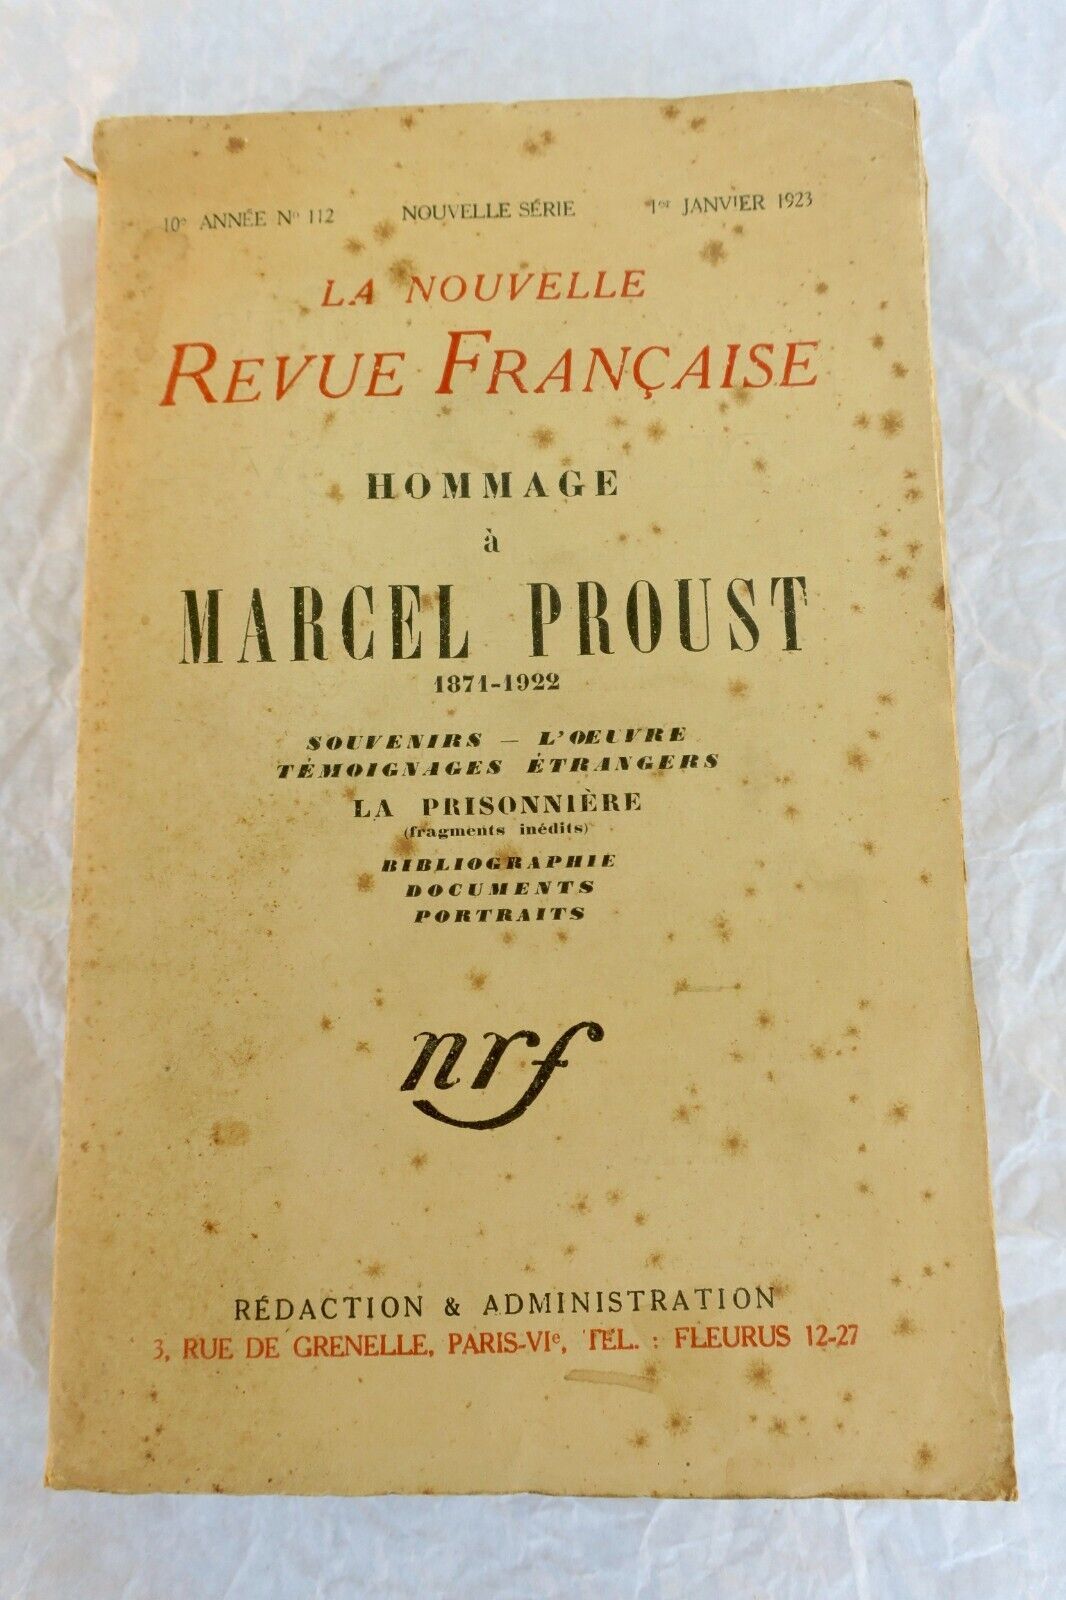 10e ANNÉE No 112 NOUVELLE SÉRIE 1er JANVIER 1923
LA NOUVELLE
REVUE FRANÇAISE
HOMMAGE
à
MARCEL PROUST
1871-1922
SOUVENIRS — L'ŒUVRE
TÉMOIGNAGES ÉTRANGERS
LA PRISONNIÈRE
(fragments inédits)
BIBLIOGRAPHIE
DOCUMENTS
PORTRAITS
nrf
RÉDACTION & ADMINISTRATION
3, RUE DE GRENELLE, PARIS-VIe, TEL. : FLEURUS 12-27